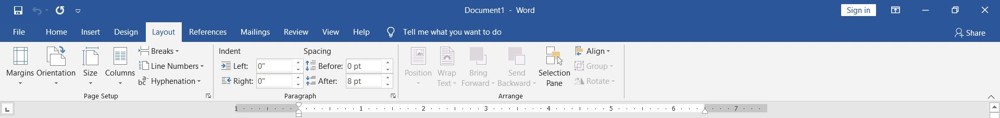 Document1 - Word
Sign in
File Home Insert Design Layout References Mailings Review View Help Tell me what you want to do Share
Margins
Orientation
Size
Columns
Breaks
Line Numbers
Hyphenation
Page Setup
Indent
Left: 0"
Right: 0"
Spacing
Before: 0 pt
After: 8 pt
Paragraph
Position
Wrap
Text
Bring
Forward
Send
Backward
Selection
Pane
Align
Group
Rotate
Arrange
1 1 2 3 4 5 6 7